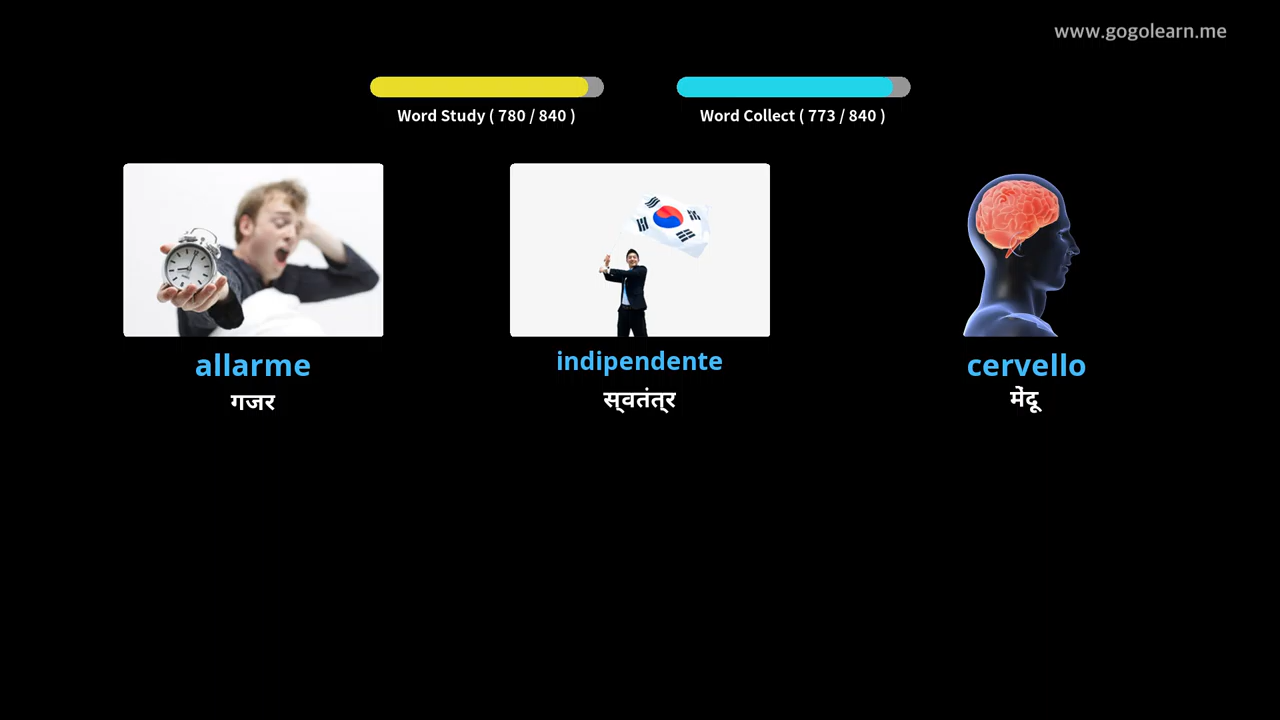 www.gogolearn.me
Word Study ( 780 / 840 )
Word Collect ( 773 / 840 )
allarme
indipendente
cervello
गजर
स्वतंत्र
मेंदू